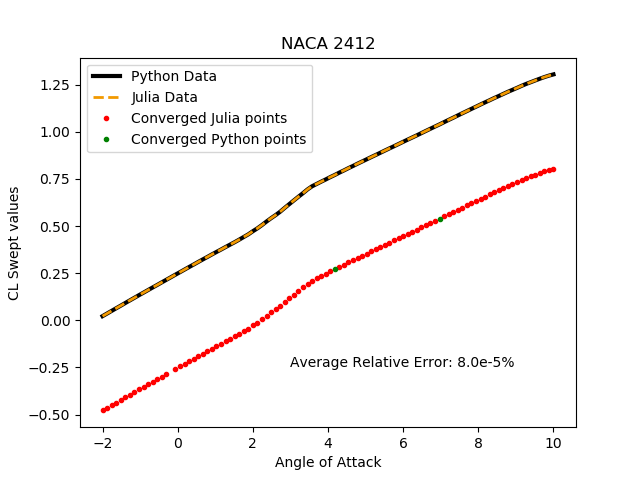 NACA 2412
Python Data
Julia Data
Converged Julia points
Converged Python points
1.25
1.00
0.75
0.50
0.25
0.00
−0.25
−0.50
CL Swept values
Average Relative Error: 8.0e-5%
−2 0 2 4 6 8 10
Angle of Attack